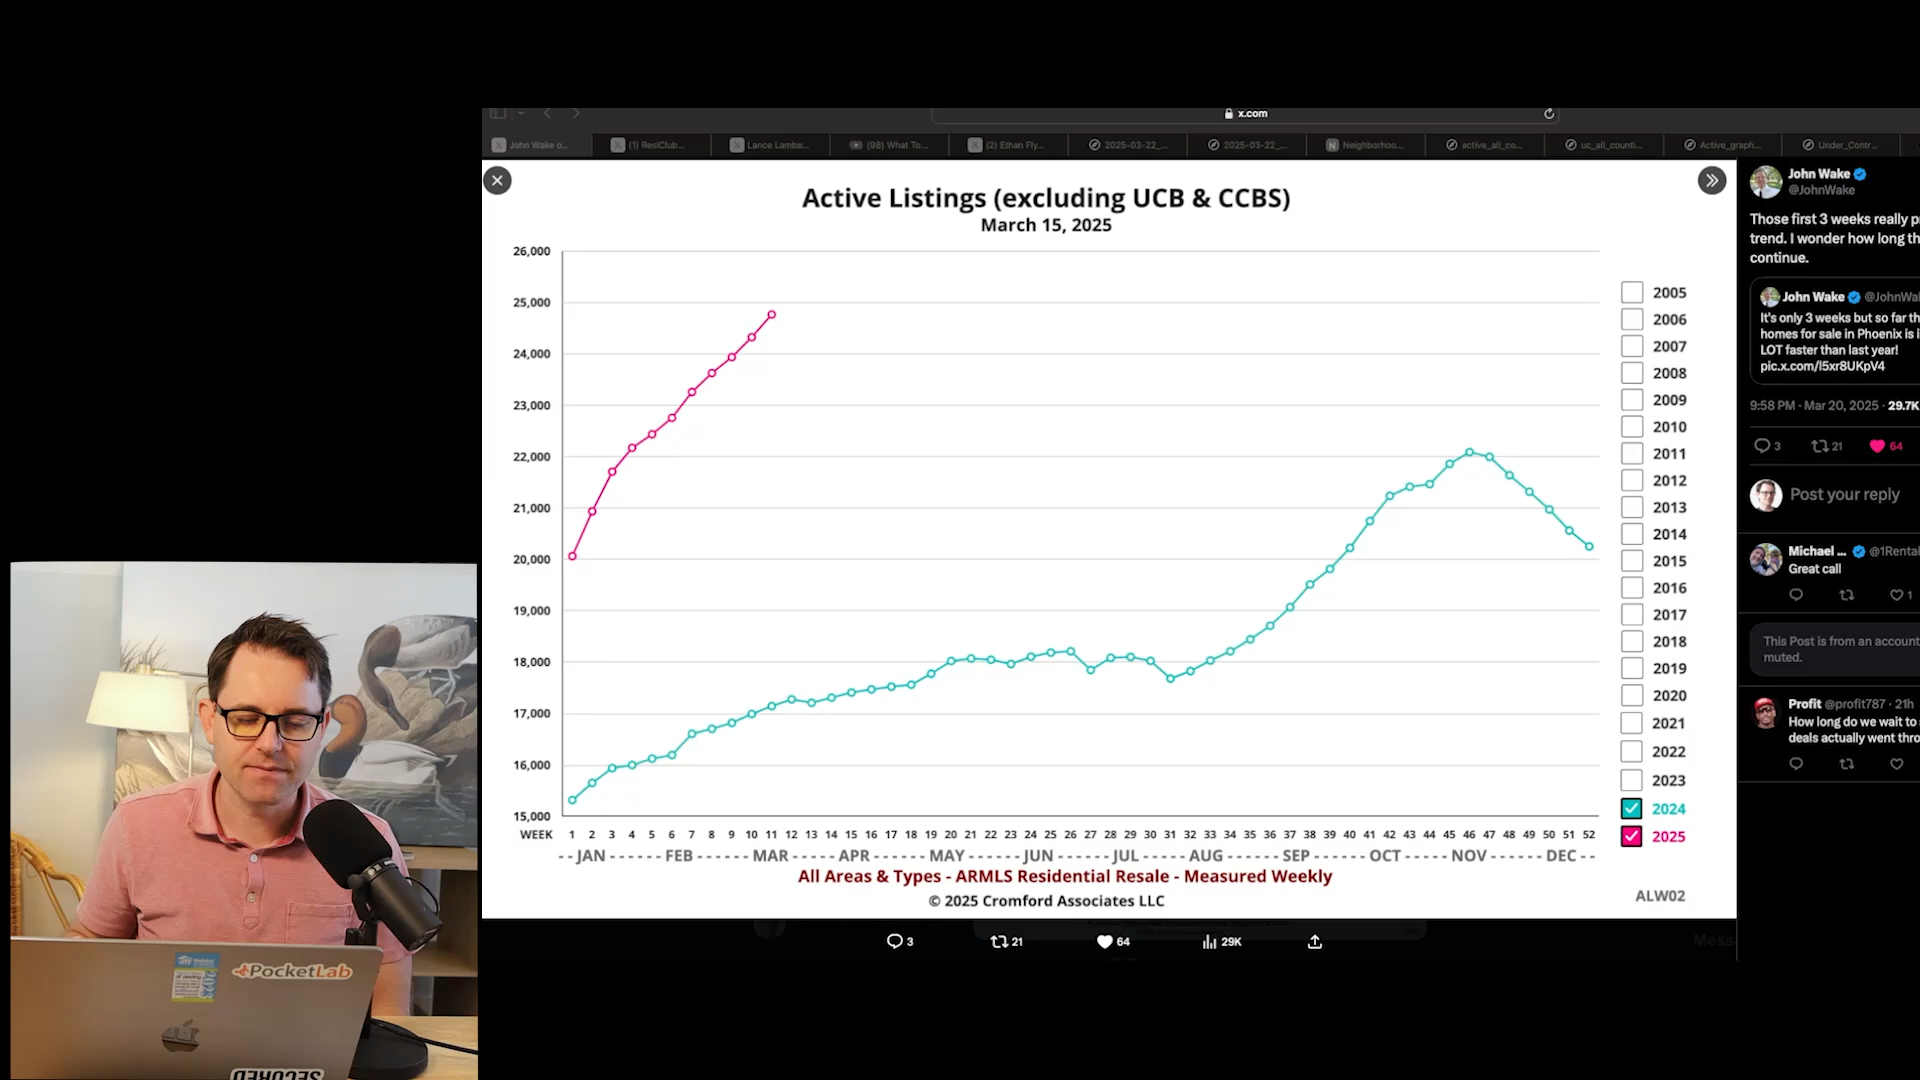 x.com
John Wake o...
(1) ResiClub...
Lance Lambe...
(98) What To...
(2) Ethan Fly...
2025-03-22_...
2025-03-22_...
Neighborhoo...
active_all_co...
uc_all_counti...
Active_graph...
Under_Contr...
Active Listings (excluding UCB & CCBS)
March 15, 2025
26,000
25,000
24,000
23,000
22,000
21,000
20,000
19,000
18,000
17,000
16,000
15,000
WEEK 1 2 3 4 5 6 7 8 9 10 11 12 13 14 15 16 17 18 19 20 21 22 23 24 25 26 27 28 29 30 31 32 33 34 35 36 37 38 39 40 41 42 43 44 45 46 47 48 49 50 51 52
--JAN------FEB------MAR-----APR------MAY------JUN------JUL-----AUG------SEP------OCT-----NOV------DEC--
All Areas & Types - ARMLS Residential Resale - Measured Weekly
© 2025 Cromford Associates LLC
ALW02
2005
2006
2007
2008
2009
2010
2011
2012
2013
2014
2015
2016
2017
2018
2019
2020
2021
2022
2023
2024
2025
3 21 64 29K
John Wake
@JohnWake
Those first 3 weeks really p
trend. I wonder how long th
continue.
John Wake @JohnWa
It's only 3 weeks but so far th
homes for sale in Phoenix is i
LOT faster than last year!
pic.x.com/I5xr8UKpV4
9:58 PM · Mar 20, 2025 · 29.7K
3 21 64
Post your reply
Michael ... @1Renta
Great call
1
This Post is from an account
muted.
Profit @profit787 · 21h
How long do we wait to
deals actually went thro
PocketLab
SECORED